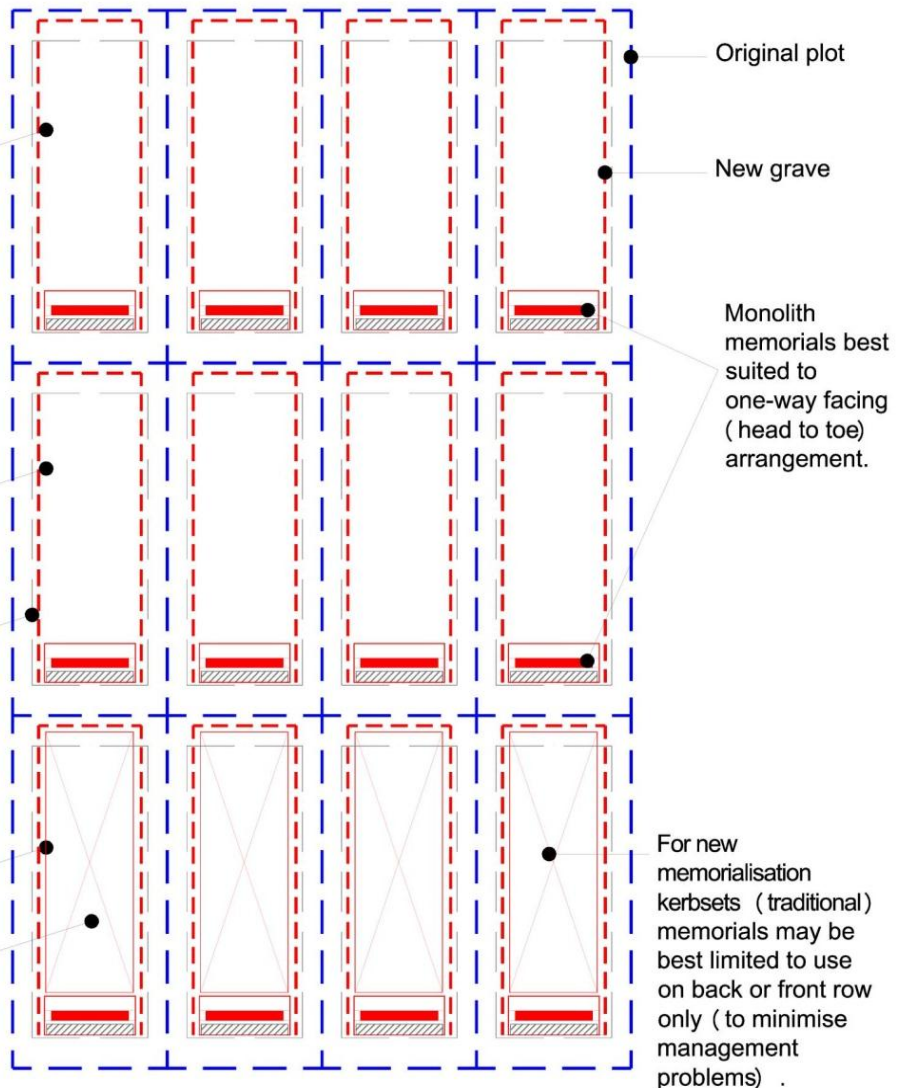 Original plot
New grave
Monolith
memorials best
suited to
one-way facing
( head to toe)
arrangement.
For new
memorialisation
kerbsets (traditional)
memorials may be
best limited to use
on back or front row
only ( to minimise
management
problems) .